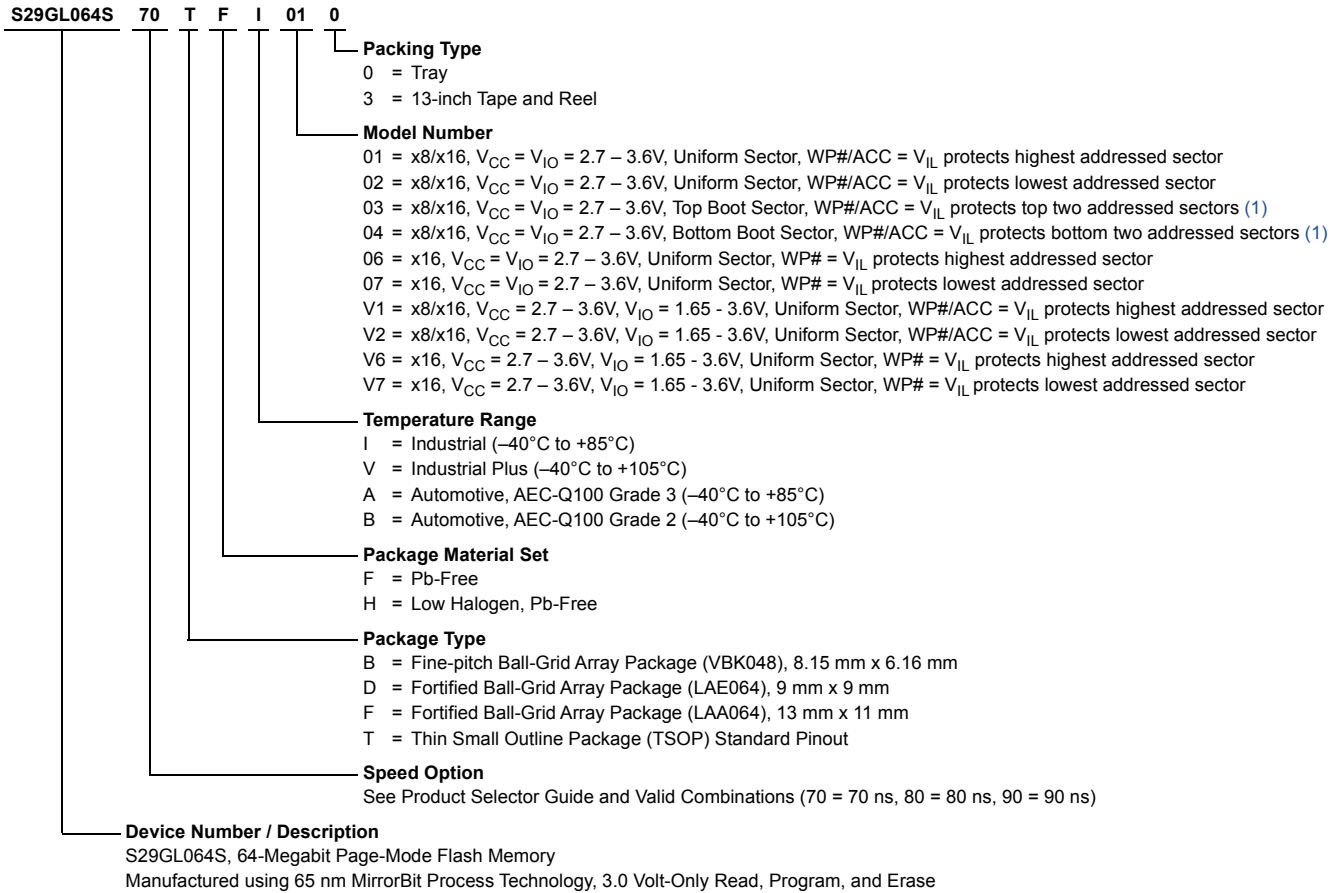 S29GL064S 70 T F I 01 0
Packing Type
0 = Tray
3 = 13-inch Tape and Reel
Model Number
01 = x8/x16, VCC = VIO = 2.7 – 3.6V, Uniform Sector, WP#/ACC = VIL protects highest addressed sector
02 = x8/x16, VCC = VIO = 2.7 – 3.6V, Uniform Sector, WP#/ACC = VIL protects lowest addressed sector
03 = x8/x16, VCC = VIO = 2.7 – 3.6V, Top Boot Sector, WP#/ACC = VIL protects top two addressed sectors (1)
04 = x8/x16, VCC = VIO = 2.7 – 3.6V, Bottom Boot Sector, WP#/ACC = VIL protects bottom two addressed sectors (1)
06 = x16, VCC = VIO = 2.7 – 3.6V, Uniform Sector, WP# = VIL protects highest addressed sector
07 = x16, VCC = VIO = 2.7 – 3.6V, Uniform Sector, WP# = VIL protects lowest addressed sector
V1 = x8/x16, VCC = 2.7 – 3.6V, VIO = 1.65 - 3.6V, Uniform Sector, WP#/ACC = VIL protects highest addressed sector
V2 = x8/x16, VCC = 2.7 – 3.6V, VIO = 1.65 - 3.6V, Uniform Sector, WP#/ACC = VIL protects lowest addressed sector
V6 = x16, VCC = 2.7 – 3.6V, VIO = 1.65 - 3.6V, Uniform Sector, WP# = VIL protects highest addressed sector
V7 = x16, VCC = 2.7 – 3.6V, VIO = 1.65 - 3.6V, Uniform Sector, WP# = VIL protects lowest addressed sector
Temperature Range
I = Industrial (–40°C to +85°C)
V = Industrial Plus (–40°C to +105°C)
A = Automotive, AEC-Q100 Grade 3 (–40°C to +85°C)
B = Automotive, AEC-Q100 Grade 2 (–40°C to +105°C)
Package Material Set
F = Pb-Free
H = Low Halogen, Pb-Free
Package Type
B = Fine-pitch Ball-Grid Array Package (VBK048), 8.15 mm x 6.16 mm
D = Fortified Ball-Grid Array Package (LAE064), 9 mm x 9 mm
F = Fortified Ball-Grid Array Package (LAA064), 13 mm x 11 mm
T = Thin Small Outline Package (TSOP) Standard Pinout
Speed Option
See Product Selector Guide and Valid Combinations (70 = 70 ns, 80 = 80 ns, 90 = 90 ns)
Device Number / Description
S29GL064S, 64-Megabit Page-Mode Flash Memory
Manufactured using 65 nm MirrorBit Process Technology, 3.0 Volt-Only Read, Program, and Erase